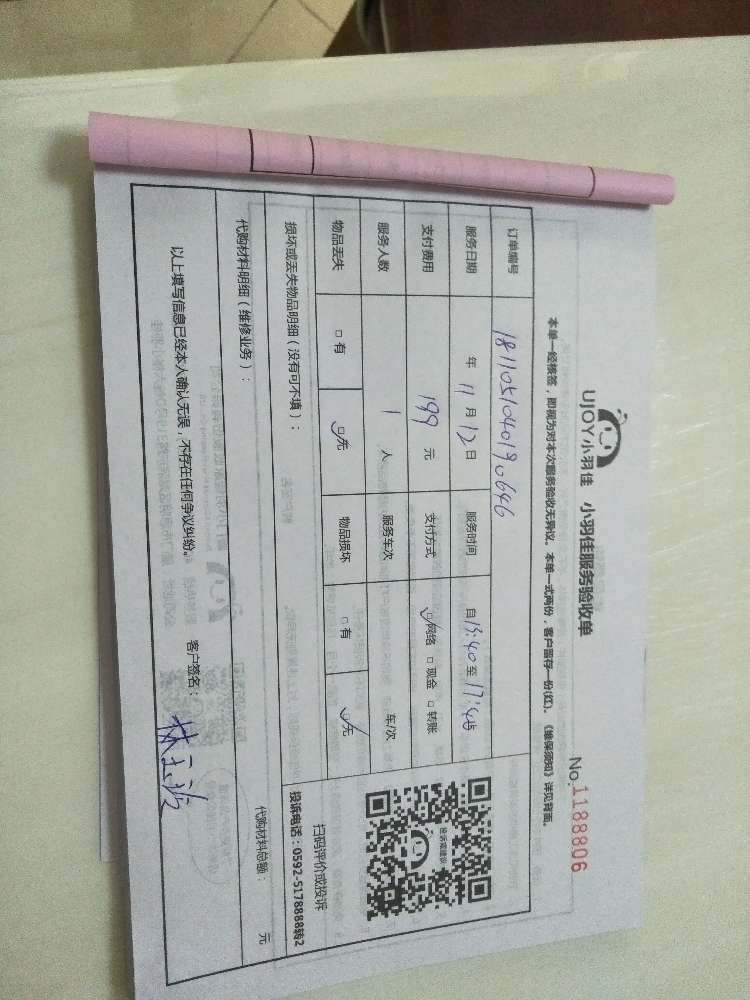 UJOY小羽佳 小羽佳服务验收单
No.1188806
本单一经核签，即视为对本次服务验收无异议。本单一式两份，客户留存一份(红)。《维保须知》详见背面。
订单编号 1811051040190646
服务日期 年 11 月 12 日 服务时间 自 13:40 至 17:45
支付费用 199 元 支付方式 ☑网络 □现金 □转账
服务人数 1 人 服务车次 车/次
物品丢失 □有 ☑无 物品损坏 □有 ☑无
投诉或建议
扫码评价或投诉
投诉电话：0592-5178888转2
损坏或丢失物品明细（没有可不填）：
代购材料明细（维修业务）： 代购材料总额： 元
以上填写信息已经本人确认无误，不存在任何争议纠纷。 客户签名：